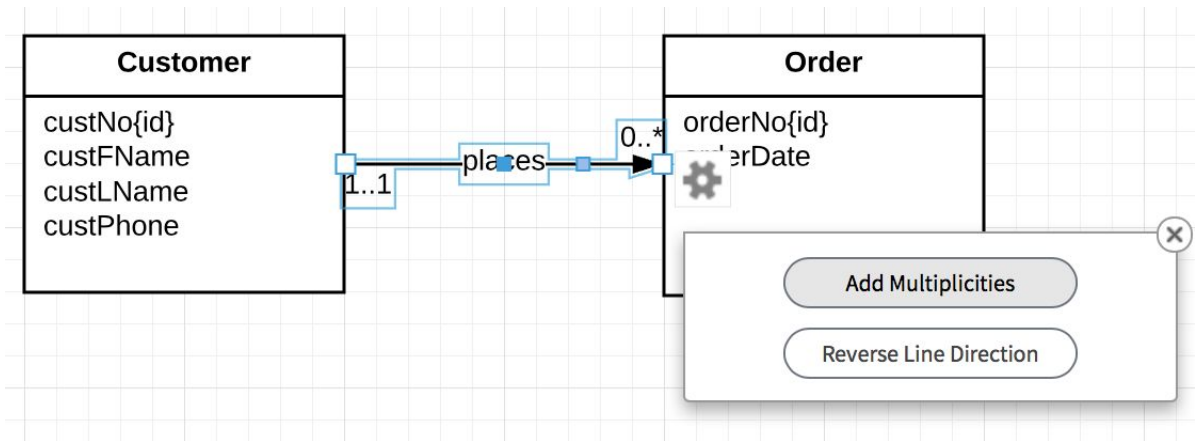 Customer
custNo{id}
custFName
custLName
custPhone
1..1
places
0..*
Order
orderNo{id}
Add Multiplicities
Reverse Line Direction